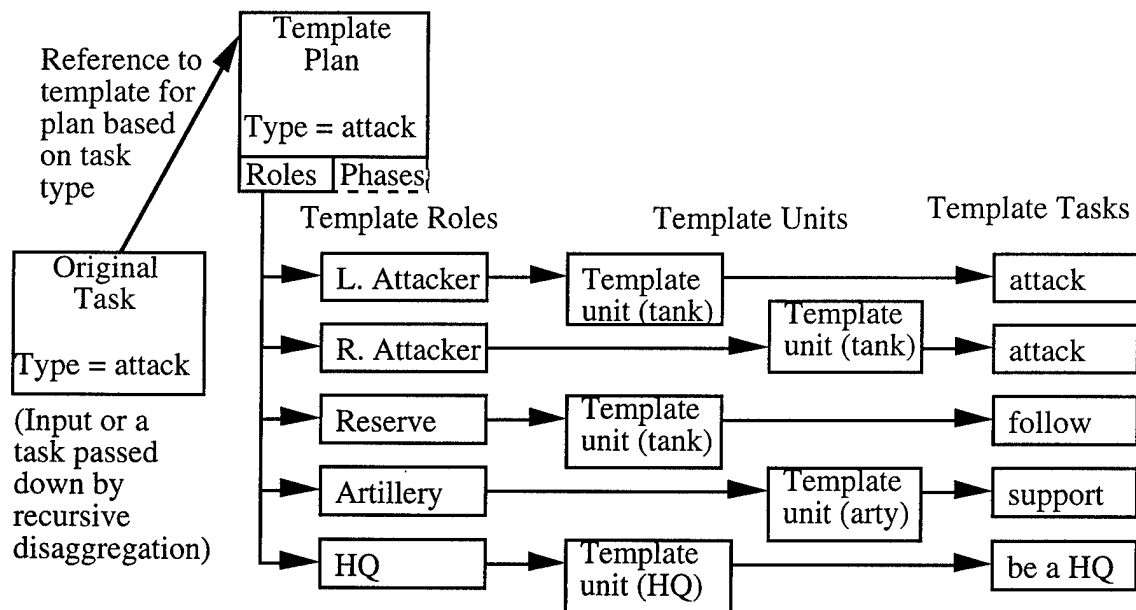 Template
Plan
Type = attack
Roles
Phases
Reference to
template for
plan based
on task
type
Original
Task
Type = attack
(Input or a
task passed
down by
recursive
disaggregation)
Template Roles
Template Units
Template Tasks
L. Attacker
Template
unit (tank)
attack
R. Attacker
Template
unit (tank)
attack
Reserve
Template
unit (tank)
follow
Artillery
Template
unit (arty)
support
HQ
Template
unit (HQ)
be a HQ